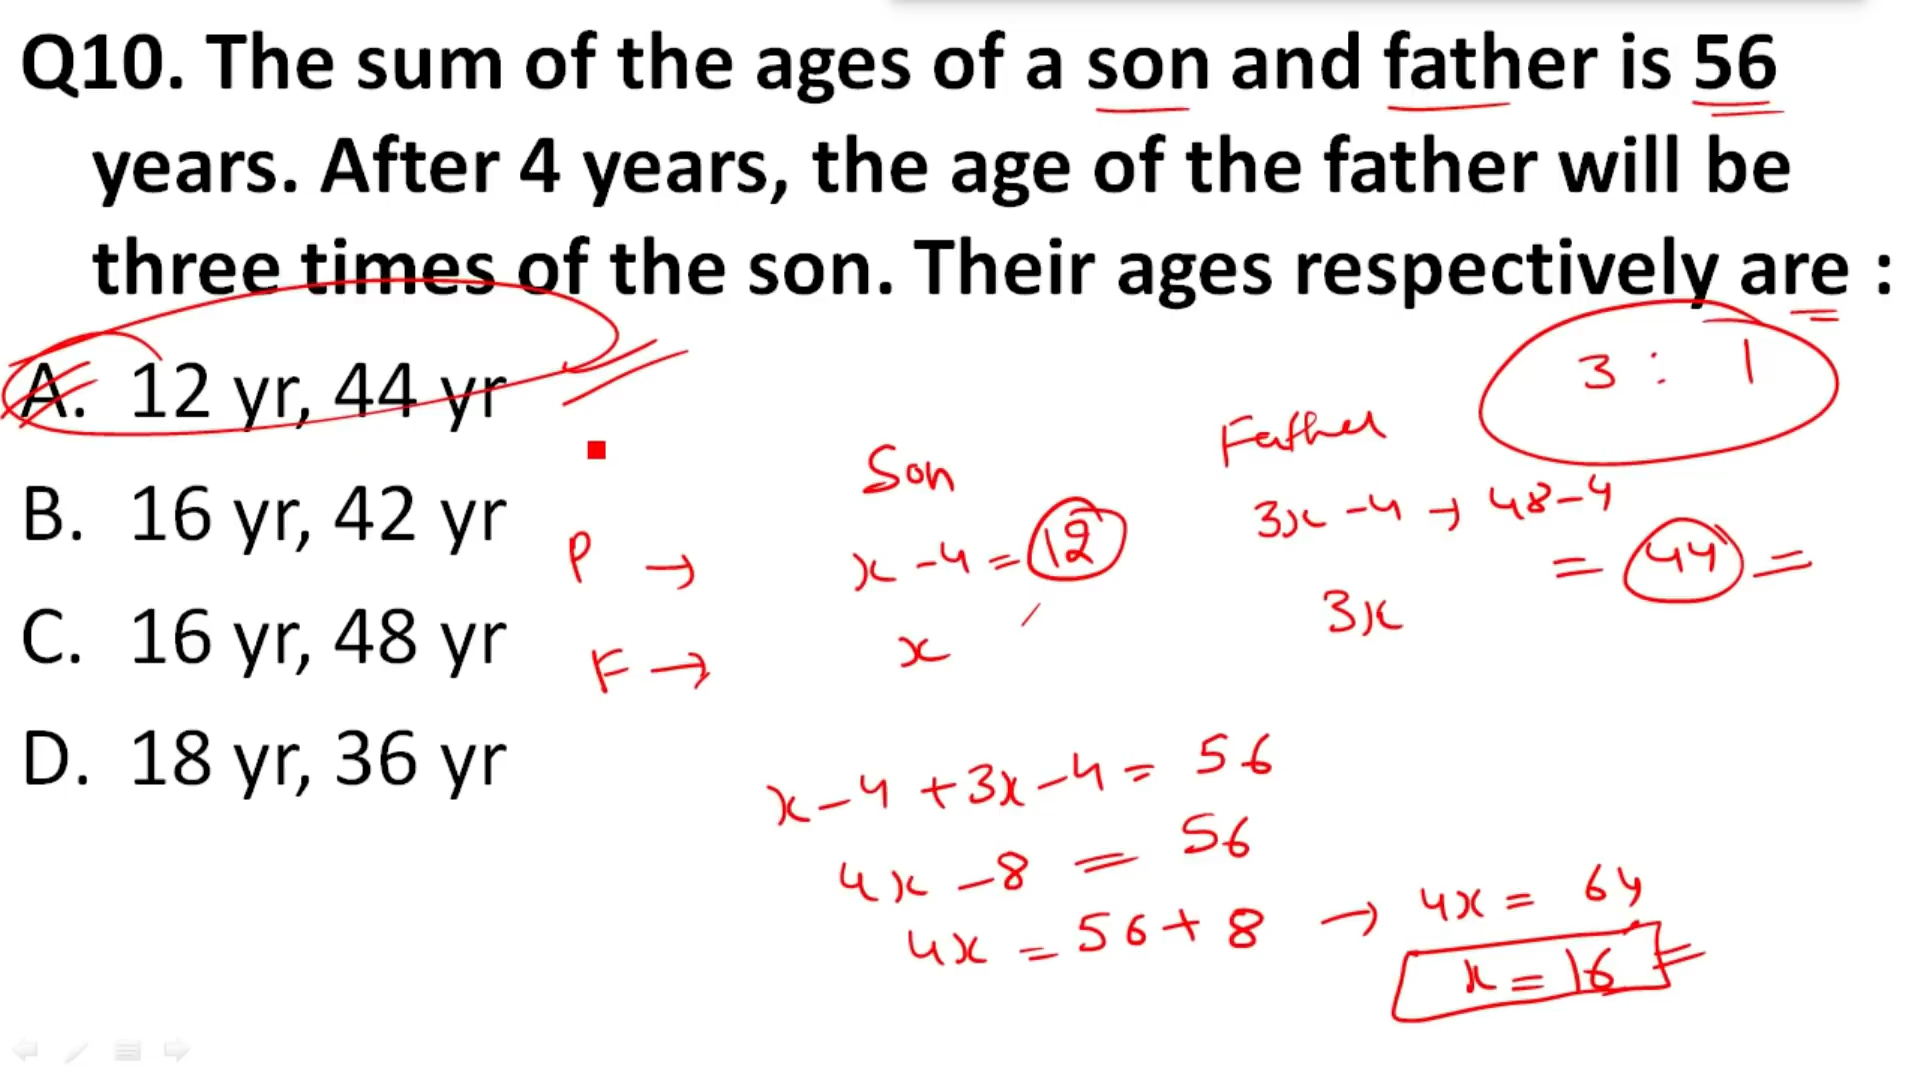 Q10. The sum of the ages of a son and father is 56
years. After 4 years, the age of the father will be
three times of the son. Their ages respectively are :
A. 12 yr, 44 yr
B. 16 yr, 42 yr
C. 16 yr, 48 yr
D. 18 yr, 36 yr
3 : 1
Son Father
P → x - 4 = 12 3x - 4 → 48 - 4
= 44 =
F → x 3x
x - 4 + 3x - 4 = 56
4x - 8 = 56
4x = 56 + 8 → 4x = 64
x = 16